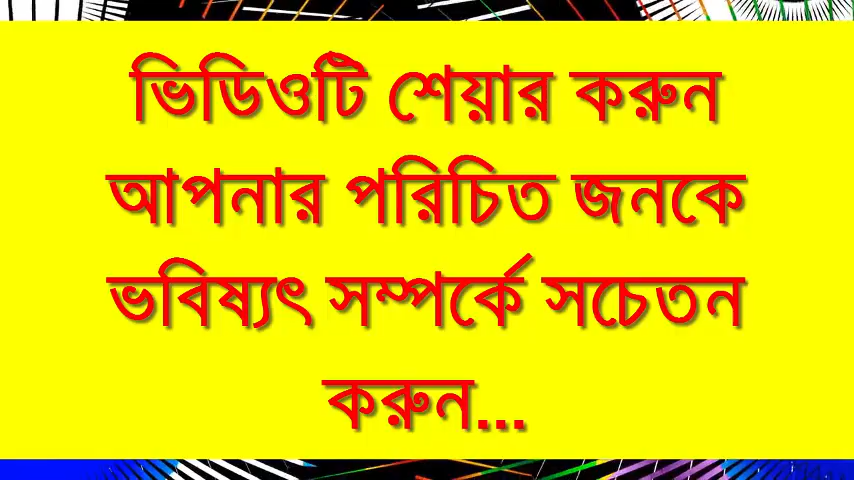 ভিডিওটি শেয়ার করুন
আপনার পরিচিত জনকে
ভবিষ্যৎ সম্পর্কে সচেতন
করুন...